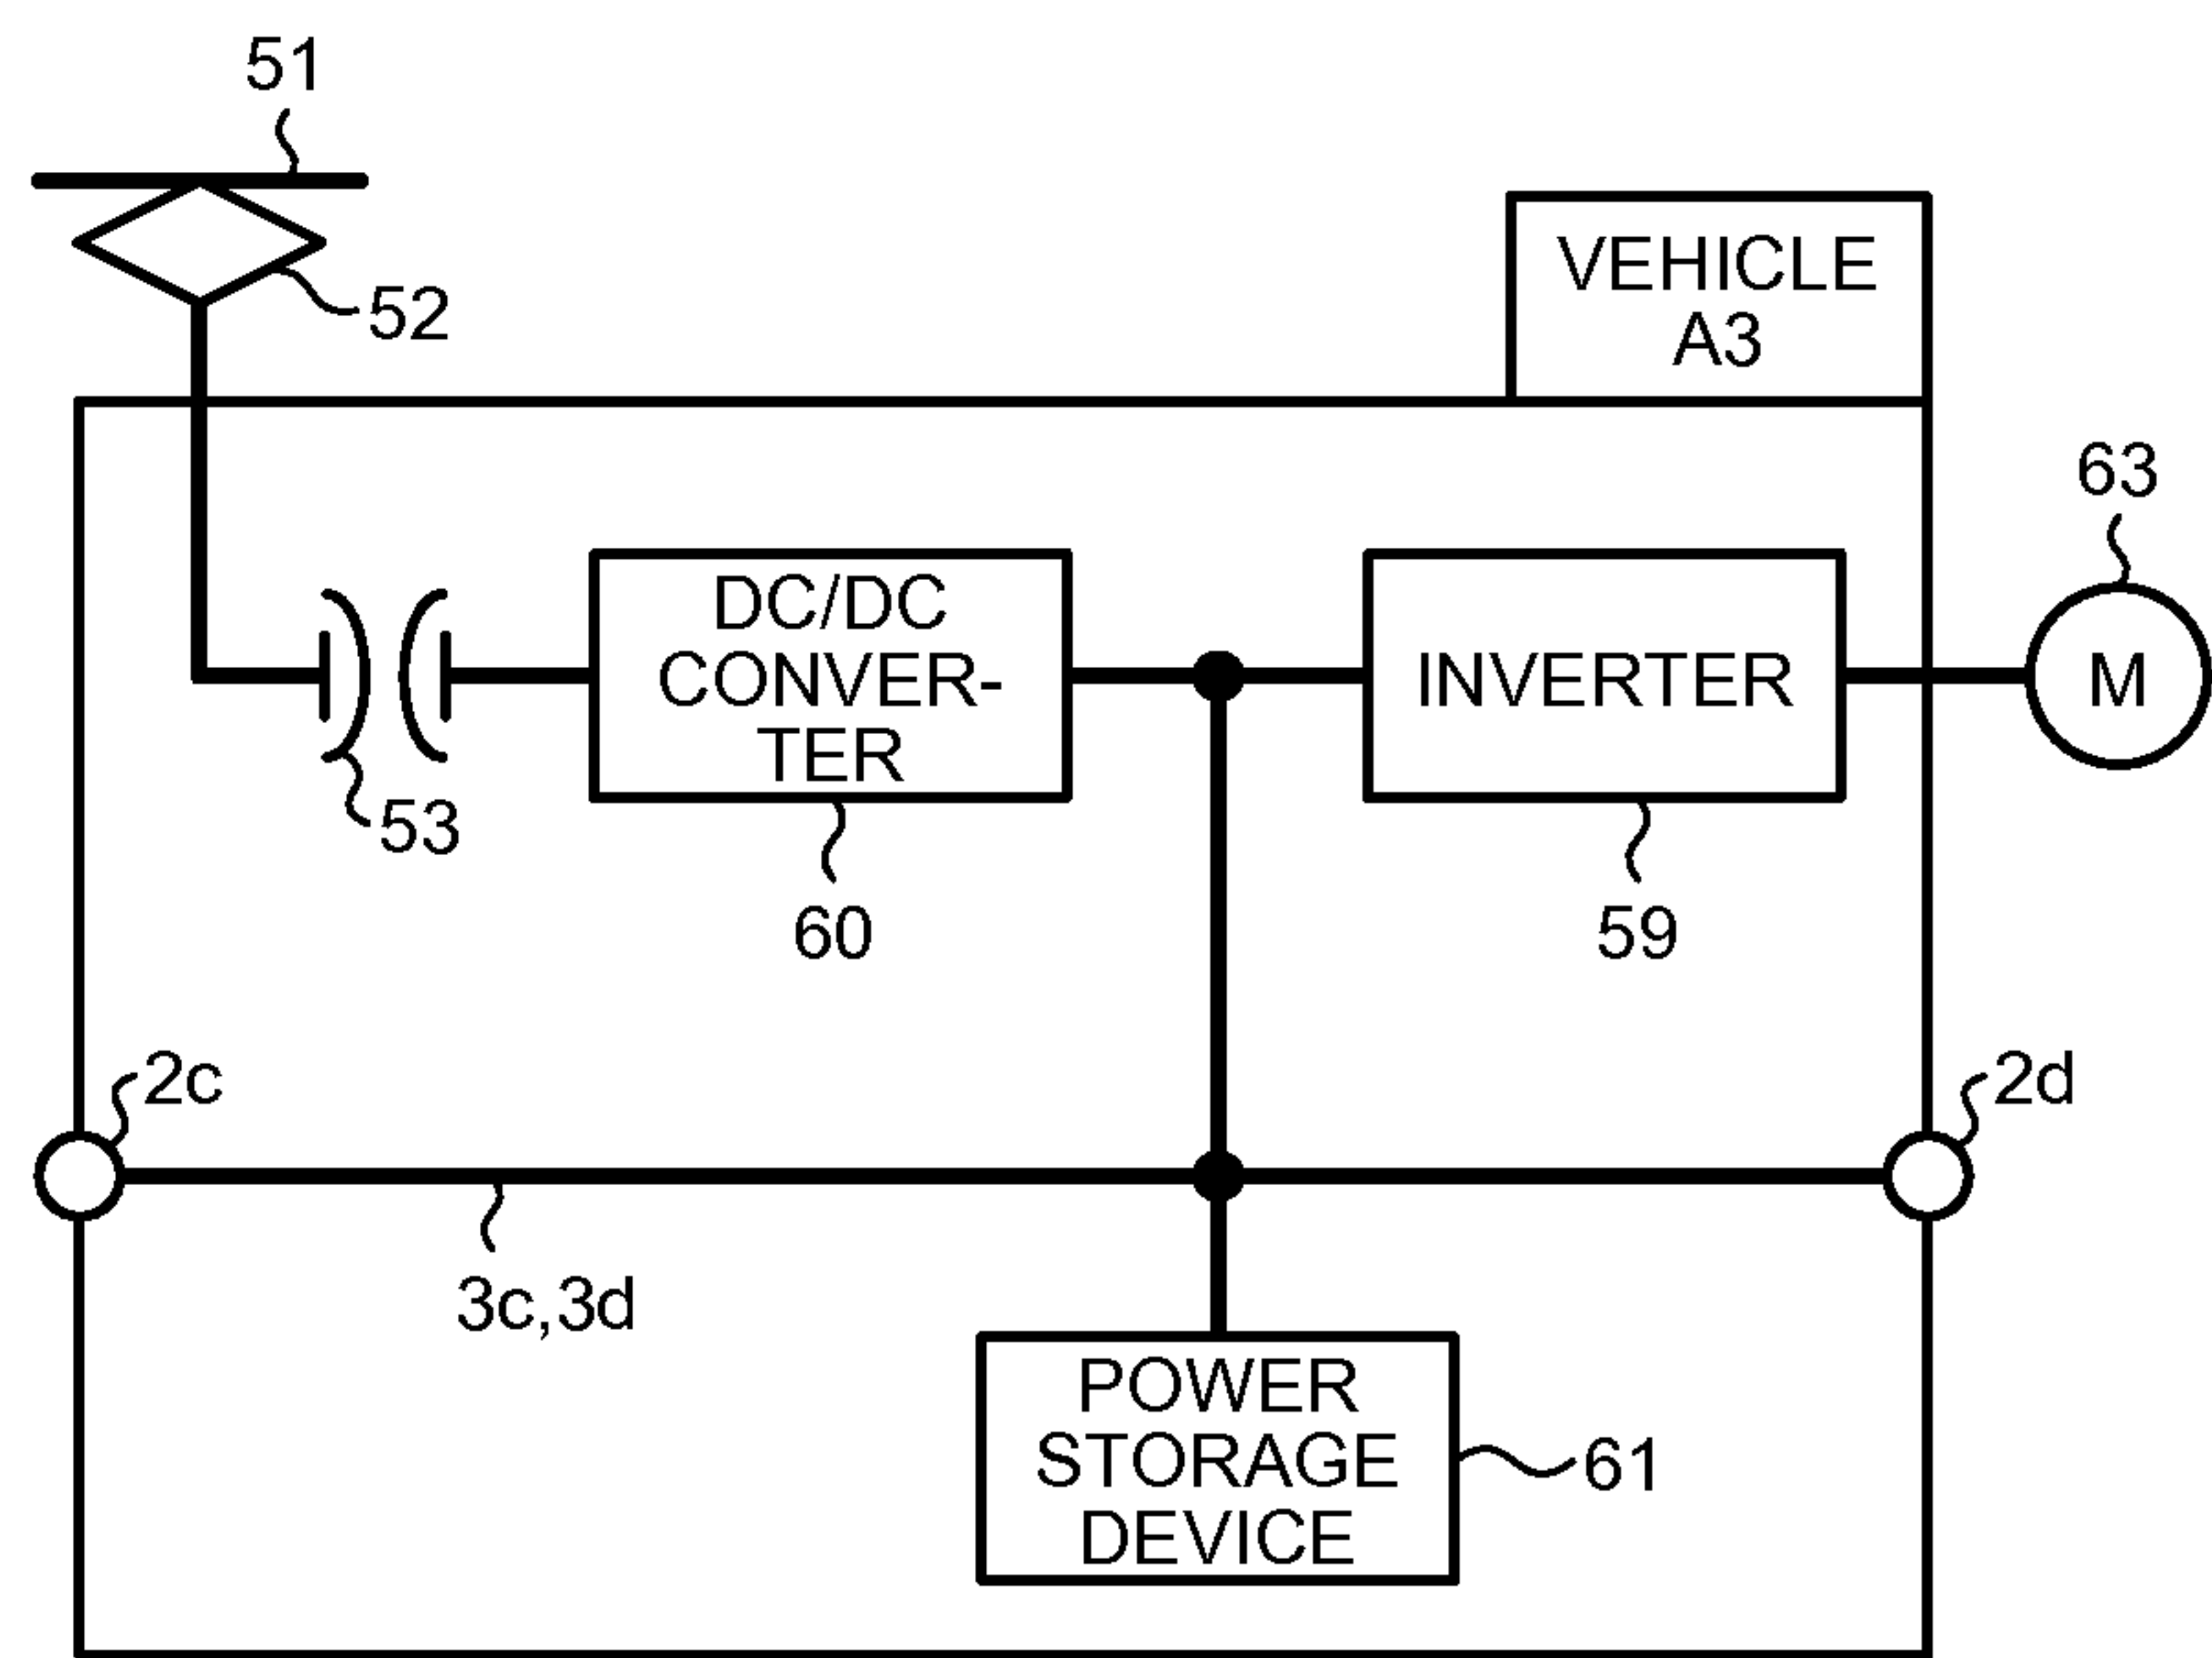 51
52
VEHICLE
A3
63
M
DC/DC
CONVER-
TER
INVERTER
53
60
59
2c
2d
3c,3d
POWER
STORAGE
DEVICE
61